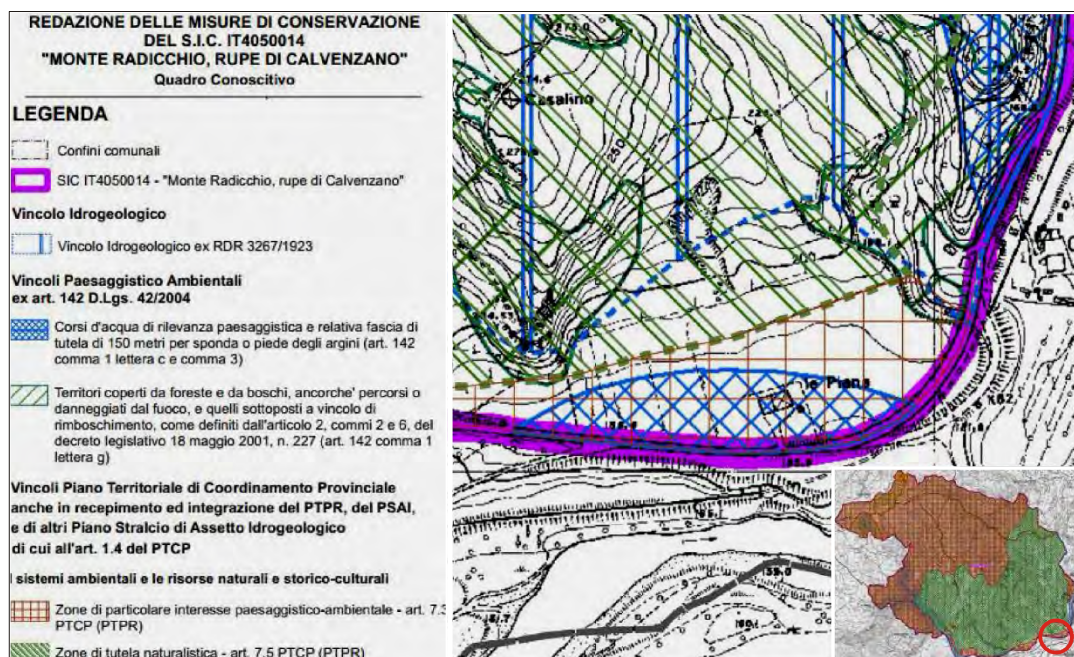 REDAZIONE DELLE MISURE DI CONSERVAZIONE
DEL S.I.C. IT4050014
"MONTE RADICCHIO, RUPE DI CALVENZANO"
Quadro Conoscitivo
LEGENDA
Confini comunali
SIC IT4050014 - "Monte Radicchio, rupe di Calvenzano"
Vincolo Idrogeologico
Vincolo Idrogeologico ex RDR 3267/1923
Vincoli Paesaggistico Ambientali
ex art. 142 D.Lgs. 42/2004
Corsi d'acqua di rilevanza paesaggistica e relativa fascia di
tutela di 150 metri per sponda o piede degli argini (art. 142
comma 1 lettera c e comma 3)
Territori coperti da foreste e da boschi, ancorche' percorsi o
danneggiati dal fuoco, e quelli sottoposti a vincolo di
rimboschimento, come definiti dall'articolo 2, commi 2 e 6, del
decreto legislativo 18 maggio 2001, n. 227 (art. 142 comma 1
lettera g)
Vincoli Piano Territoriale di Coordinamento Provinciale
anche in recepimento ed integrazione del PTPR, del PSAI,
e di altri Piano Stralcio di Assetto Idrogeologico
di cui all'art. 1.4 del PTCP
I sistemi ambientali e le risorse naturali e storico-culturali
Zone di particolare interesse paesaggistico-ambientale - art. 7.3
PTCP (PTPR)
Zone di tutela naturalistica - art. 7.5 PTCP (PTPR)
Casalino
250
le Piana